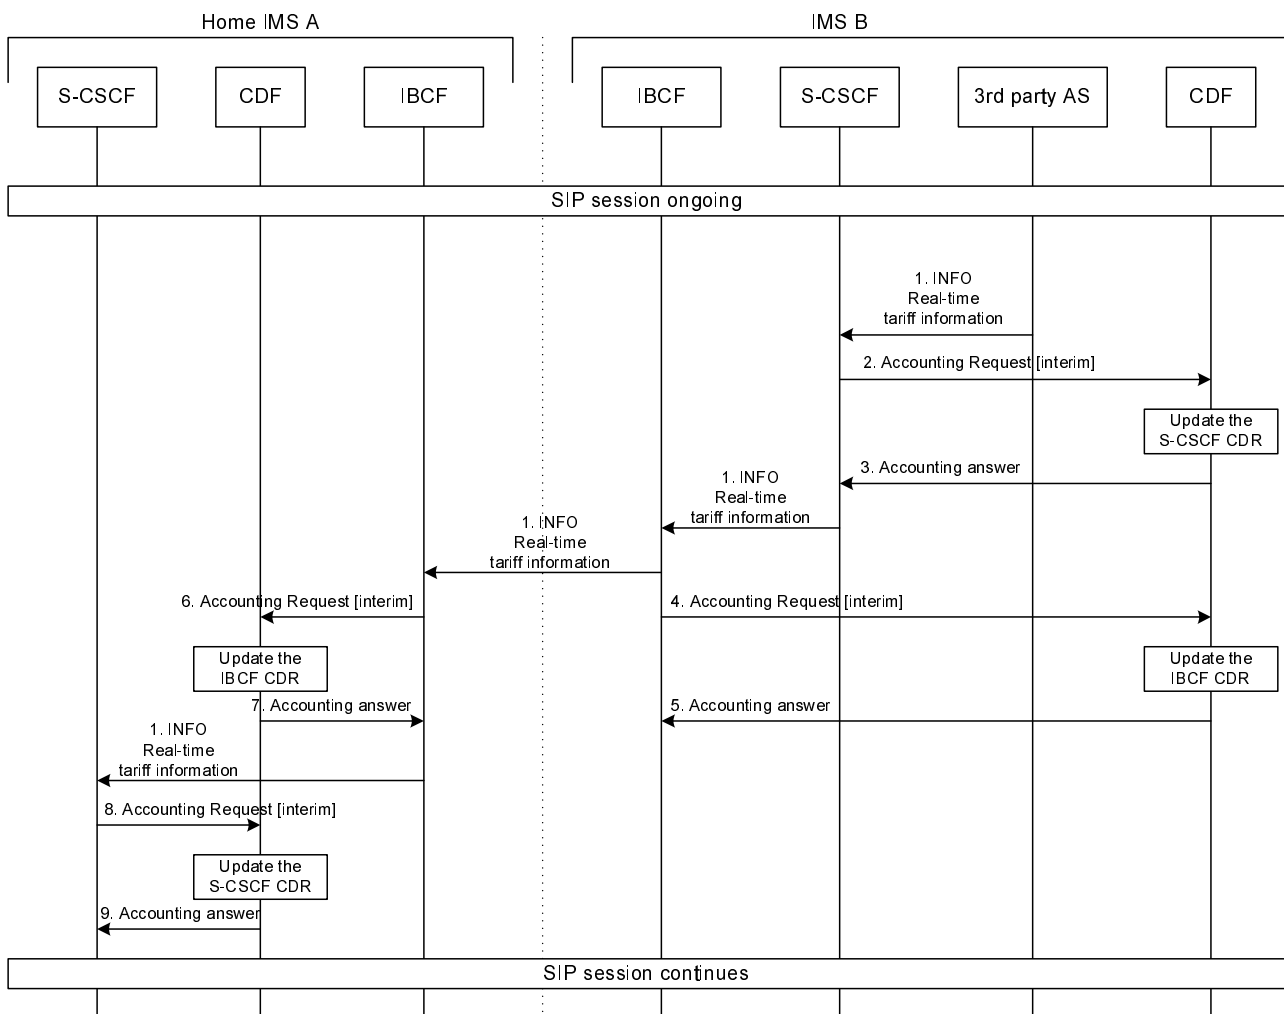 Home IMS A
IMS B
S-CSCF
CDF
IBCF
IBCF
S-CSCF
3rd party AS
CDF
SIP session ongoing
1. INFO
Real-time
tariff information
2. Accounting Request [interim]
Update the
S-CSCF CDR
3. Accounting answer
1. INFO
Real-time
tariff information
1. INFO
Real-time
tariff information
6. Accounting Request [interim]
4. Accounting Request [interim]
Update the
IBCF CDR
Update the
IBCF CDR
7. Accounting answer
5. Accounting answer
1. INFO
Real-time
tariff information
8. Accounting Request [interim]
Update the
S-CSCF CDR
9. Accounting answer
SIP session continues